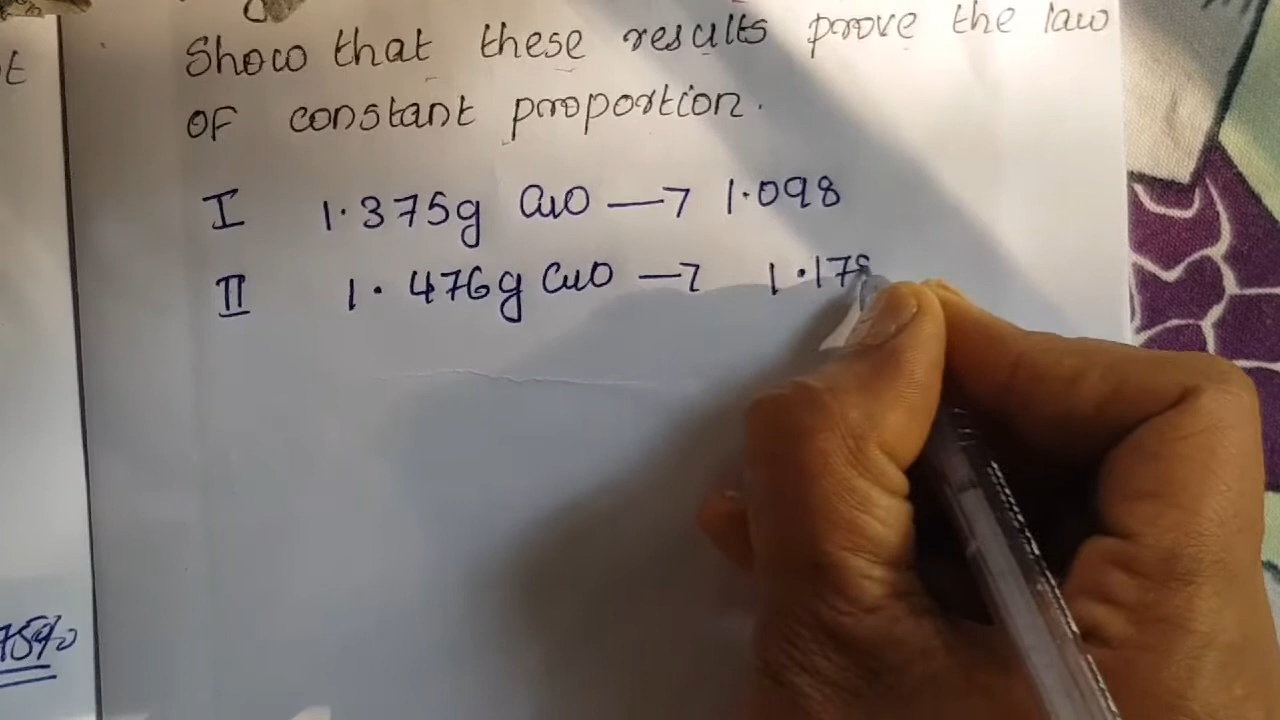 Show that these results prove the law
of constant proportion.
I 1.375g CuO → 1.098
II 1.476g CuO → 1.178
t
75%